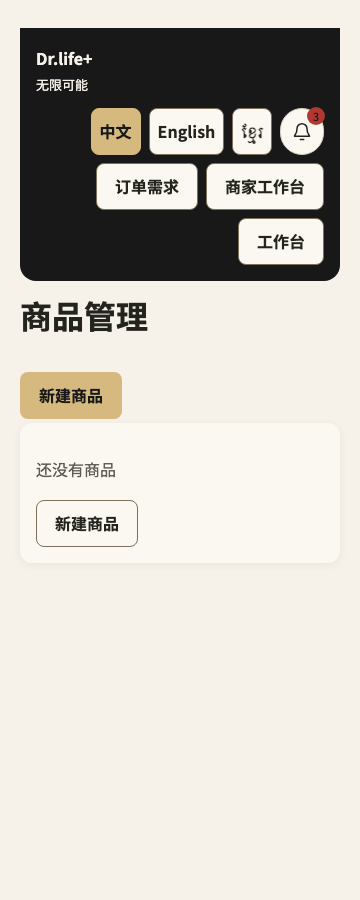 Dr.life+
无限可能
中文 English ខ្មែរ 3
订单需求 商家工作台
工作台
商品管理
新建商品
还没有商品
新建商品